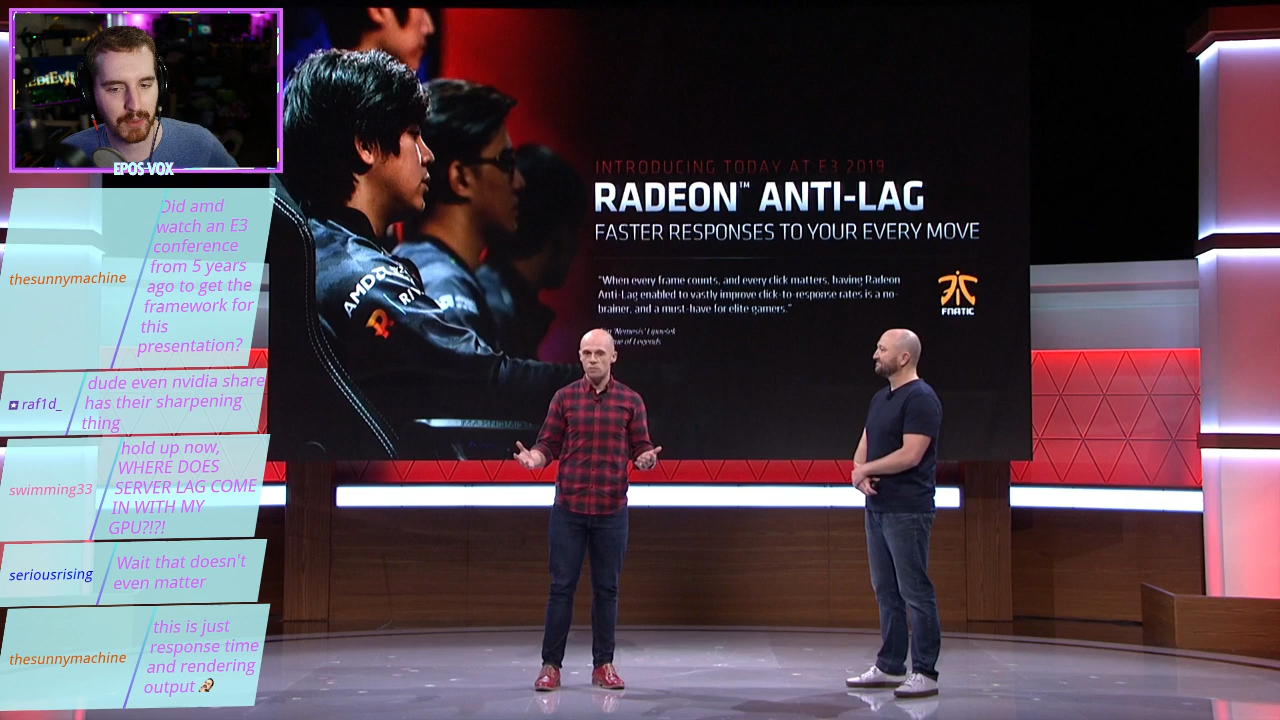 EPOS VOX
thesunnymachine
Did amd
watch an E3
conference
from 5 years
ago to get the
framework for
this
presentation?
raf1d_
dude even nvidia share
has their sharpening
thing
swimming33
hold up now,
WHERE DOES
SERVER LAG COME
IN WITH MY
GPU?!?!
seriousrising
Wait that doesn't
even matter
thesunnymachine
this is just
response time
and rendering
output
INTRODUCING TODAY AT E3 2019
RADEON™ ANTI-LAG
FASTER RESPONSES TO YOUR EVERY MOVE
"When every frame counts, and every click matters, having Radeon
Anti-Lag enabled to vastly improve click-to-response rates is a no-
brainer, and a must-have for elite gamers."
"Nemesis" Lipovšek
of Legends
FNATIC
AMD